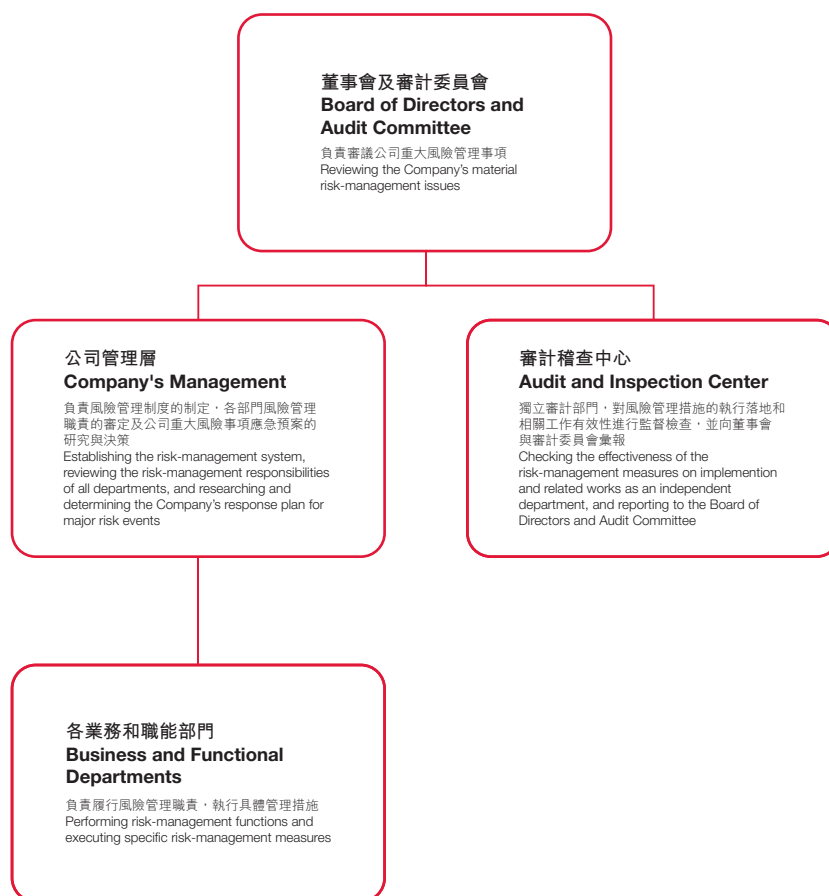 董事會及審計委員會
Board of Directors and
Audit Committee
負責審議公司重大風險管理事項
Reviewing the Company's material
risk-management issues
公司管理層
Company's Management
負責風險管理制度的制定，各部門風險管理
職責的審定及公司重大風險事項應急預案的
研究與決策
Establishing the risk-management system,
reviewing the risk-management responsibilities
of all departments, and researching and
determining the Company's response plan for
major risk events
審計稽查中心
Audit and Inspection Center
獨立審計部門，對風險管理措施的執行落地和
相關工作有效性進行監督檢查，並向董事會
與審計委員會彙報
Checking the effectiveness of the
risk-management measures on implemention
and related works as an independent
department, and reporting to the Board of
Directors and Audit Committee
各業務和職能部門
Business and Functional
Departments
負責履行風險管理職責，執行具體管理措施
Performing risk-management functions and
executing specific risk-management measures